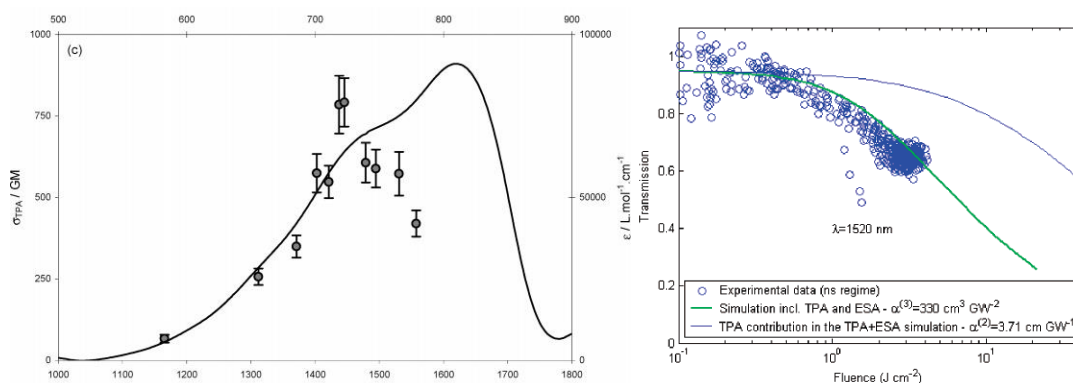 500 600 700 800 900
1000 100000
(c)
750
σTPA / GM
500 50000
ε / L.mol⁻¹.cm⁻¹
250
0 0
1000 1100 1200 1300 1400 1500 1600 1700 1800
1
0.8
Transmission
0.6
0.4
λ=1520 nm
0.2
Experimental data (ns regime)
Simulation incl. TPA and ESA - α⁽³⁾=330 cm³ GW⁻²
TPA contribution in the TPA+ESA simulation - α⁽²⁾=3.71 cm GW⁻¹
0
10⁻¹ 10⁰ 10¹
Fluence (J cm⁻²)